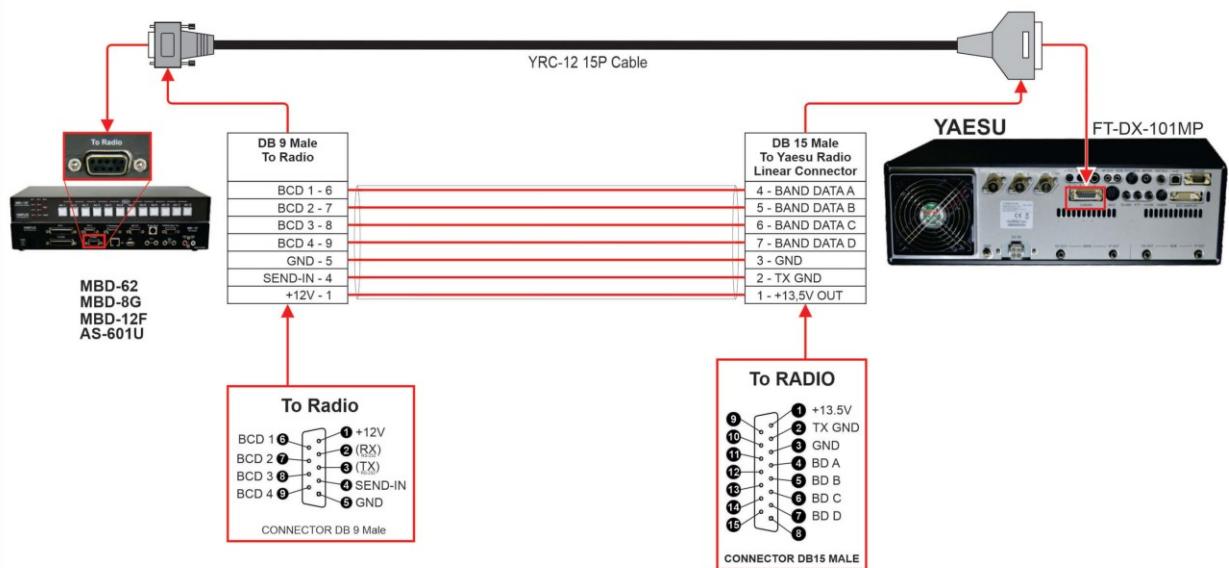 YRC-12 15P Cable
To Radio
MBD-62
MBD-8G
MBD-12F
AS-601U
DB 9 Male
To Radio
BCD 1 - 6
BCD 2 - 7
BCD 3 - 8
BCD 4 - 9
GND - 5
SEND-IN - 4
+12V - 1
DB 15 Male
To Yaesu Radio
Linear Connector
4 - BAND DATA A
5 - BAND DATA B
6 - BAND DATA C
7 - BAND DATA D
3 - GND
2 - TX GND
1 - +13,5V OUT
YAESU FT-DX-101MP
To Radio
BCD 1 6
BCD 2 7
BCD 3 8
BCD 4 9
1 +12V
2 (RX)
3 (TX)
4 SEND-IN
5 GND
CONNECTOR DB 9 Male
To RADIO
9
10
11
12
13
14
15
1 +13.5V
2 TX GND
3 GND
4 BD A
5 BD B
6 BD C
7 BD D
8
CONNECTOR DB15 MALE